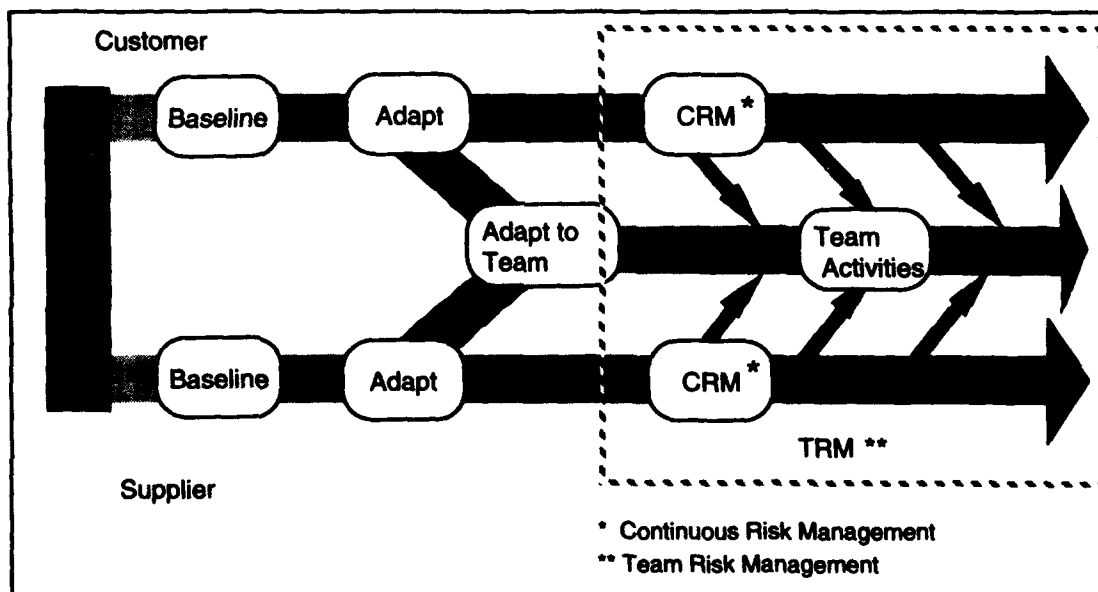 Customer
Baseline
Adapt
CRM *
Adapt to
Team
Team
Activities
Baseline
Adapt
CRM *
TRM **
Supplier
* Continuous Risk Management
** Team Risk Management